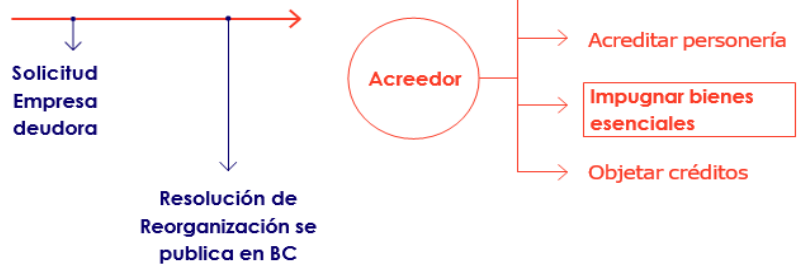 Solicitud
Empresa
deudora
Resolución de
Reorganización se
publica en BC
Acreedor
Acreditar personería
Impugnar bienes
esenciales
Objetar créditos